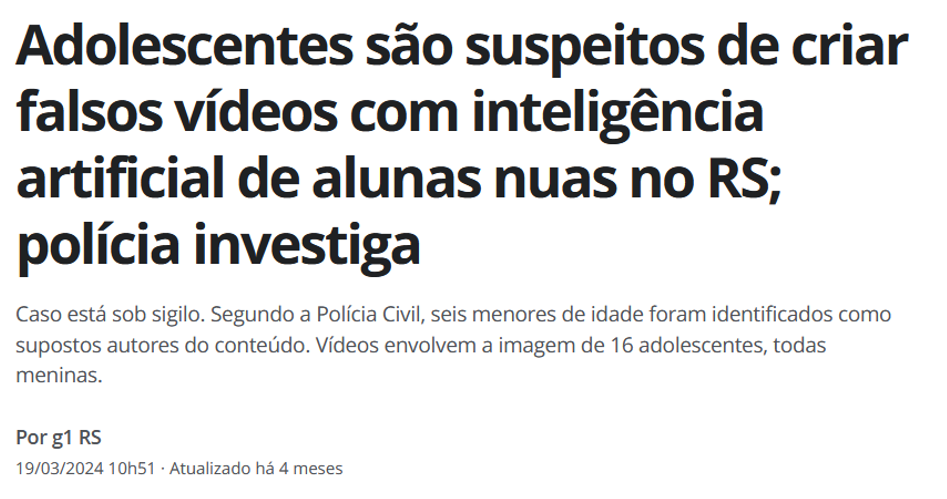 Adolescentes são suspeitos de criar
falsos vídeos com inteligência
artificial de alunas nuas no RS;
polícia investiga
Caso está sob sigilo. Segundo a Polícia Civil, seis menores de idade foram identificados como
supostos autores do conteúdo. Vídeos envolvem a imagem de 16 adolescentes, todas
meninas.
Por g1 RS
19/03/2024 10h51 · Atualizado há 4 meses